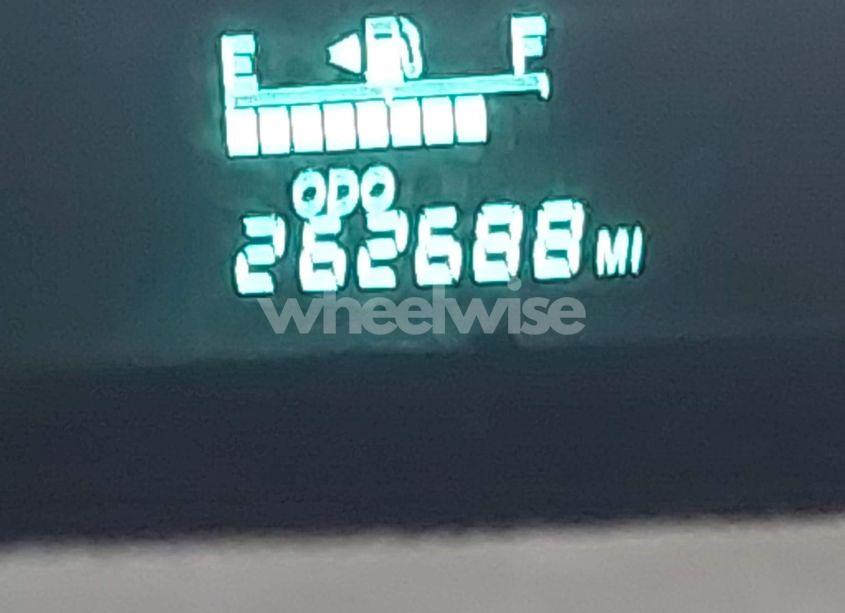 E F
ODO
262688 MI
wheelwise